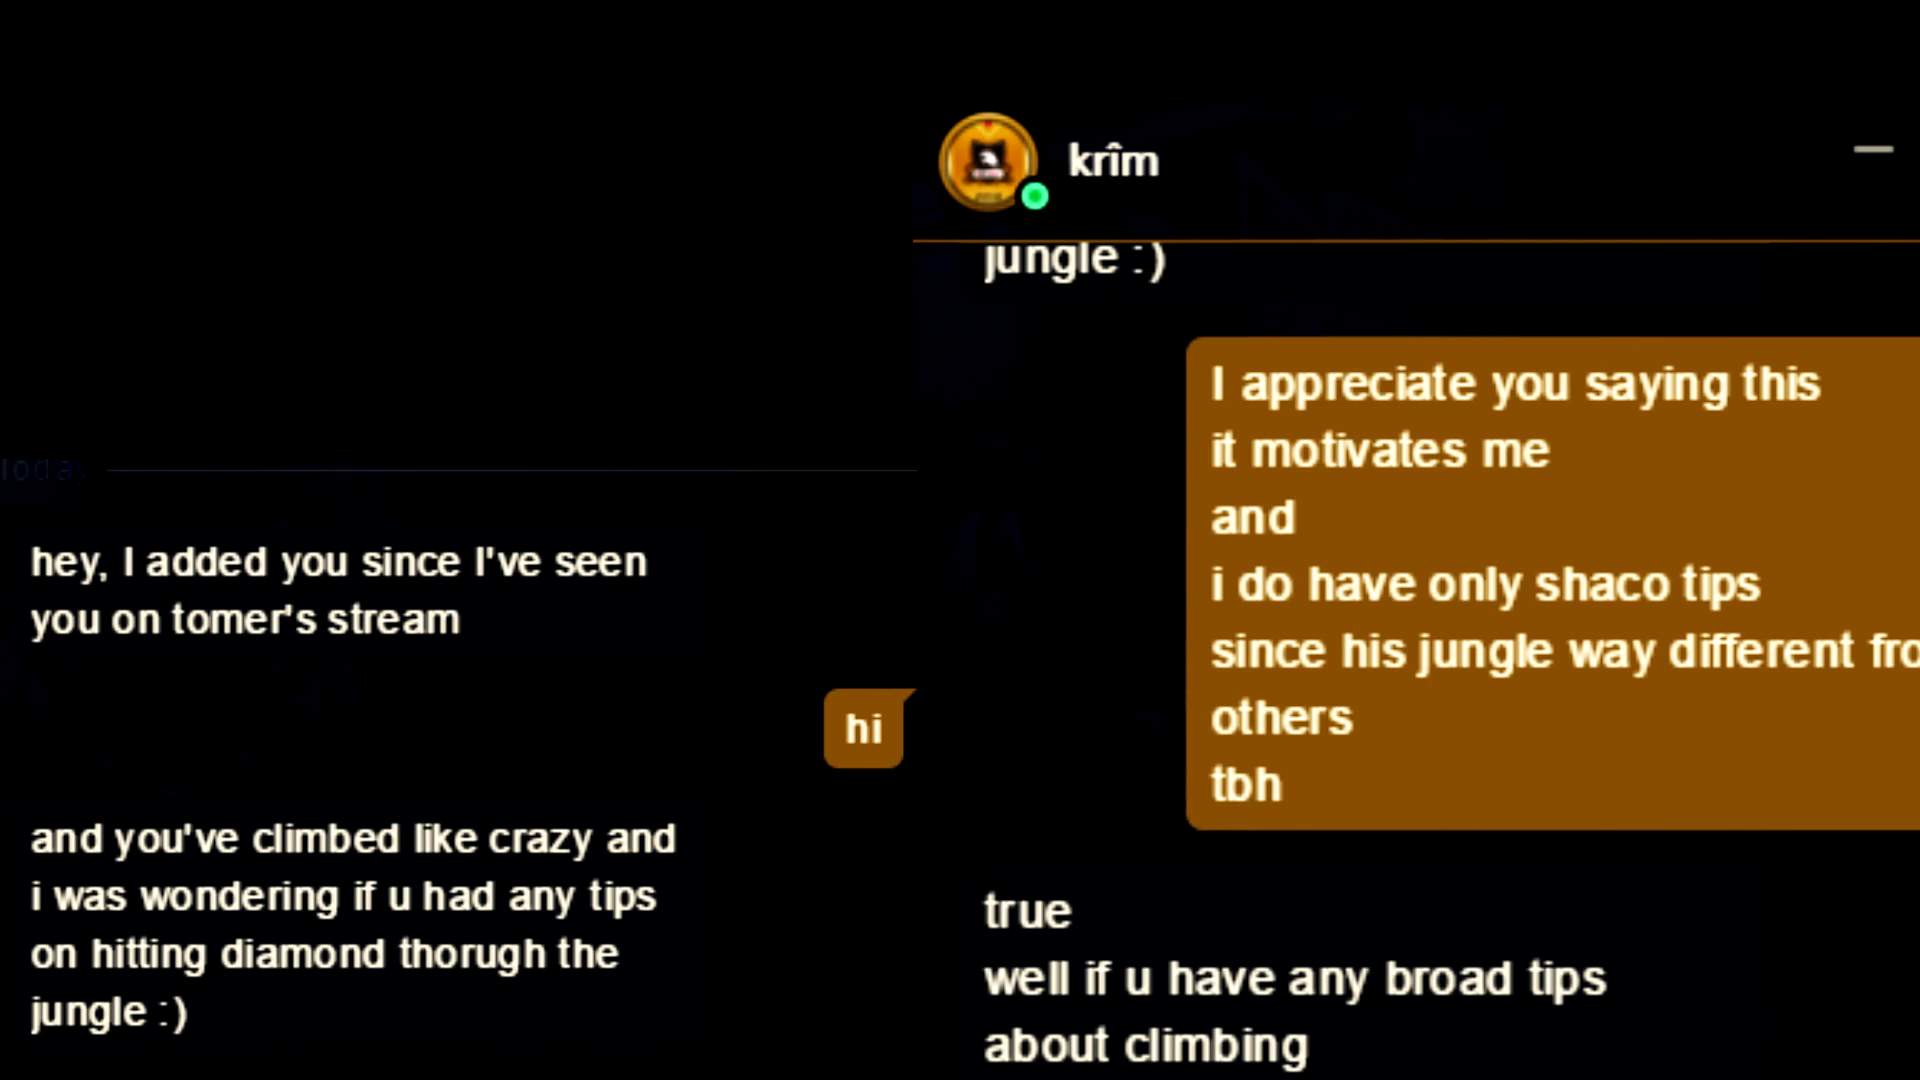 Today
hey, I added you since I've seen
you on tomer's stream
hi
and you've climbed like crazy and
i was wondering if u had any tips
on hitting diamond thorugh the
jungle :)
krîm
jungle :)
I appreciate you saying this
it motivates me
and
i do have only shaco tips
since his jungle way different fro
others
tbh
true
well if u have any broad tips
about climbing